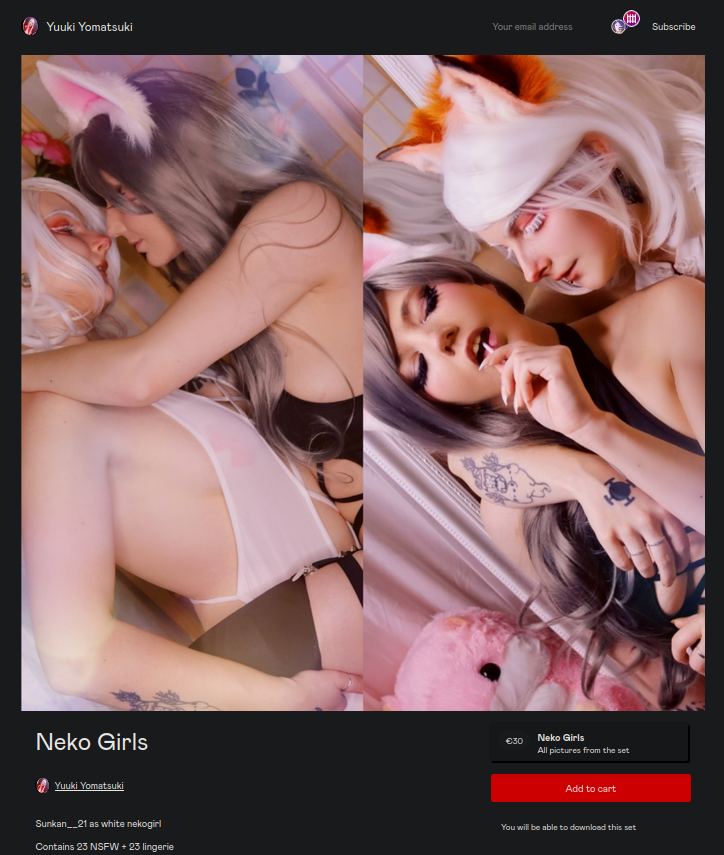 Yuuki Yomatsuki
Your email address
Subscribe
Neko Girls
Yuuki Yomatsuki
Sunkan__21 as white nekogirl
Contains 23 NSFW + 23 lingerie
€30
Neko Girls
All pictures from the set
Add to cart
You will be able to download this set